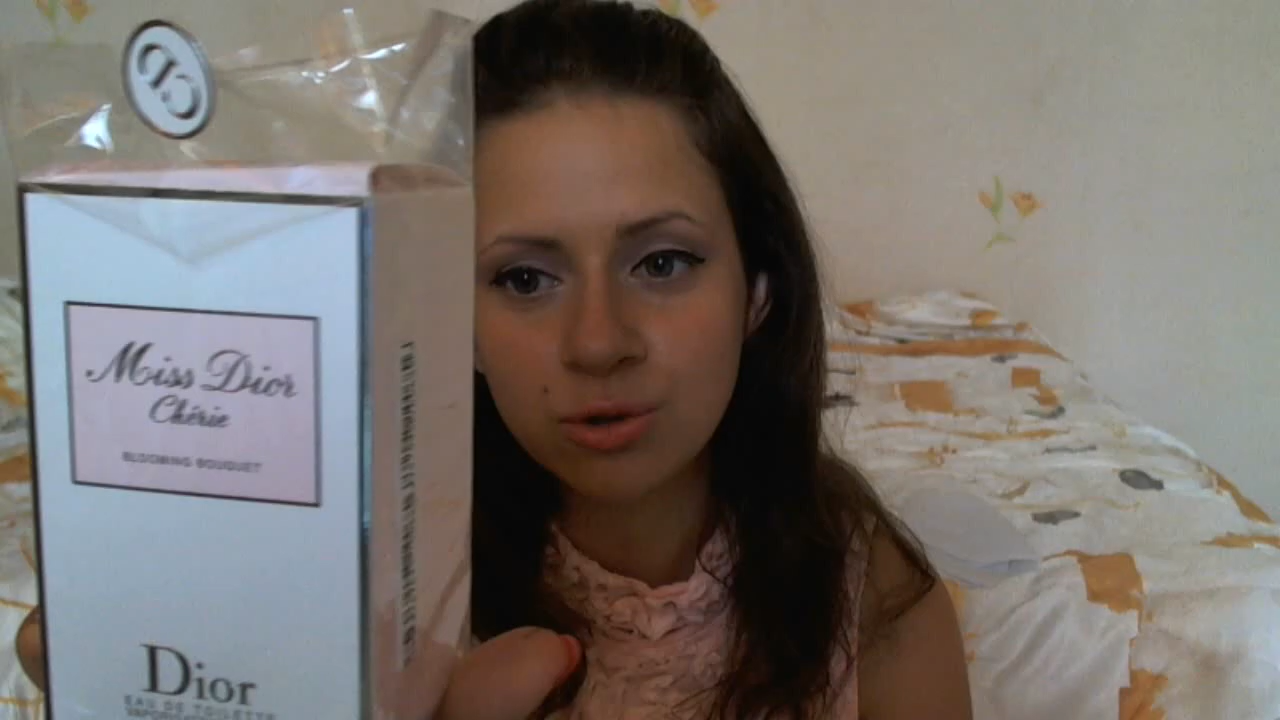 Miss Dior
Chérie
BLOOMING BOUQUET
Dior
EAU DE TOILETTE